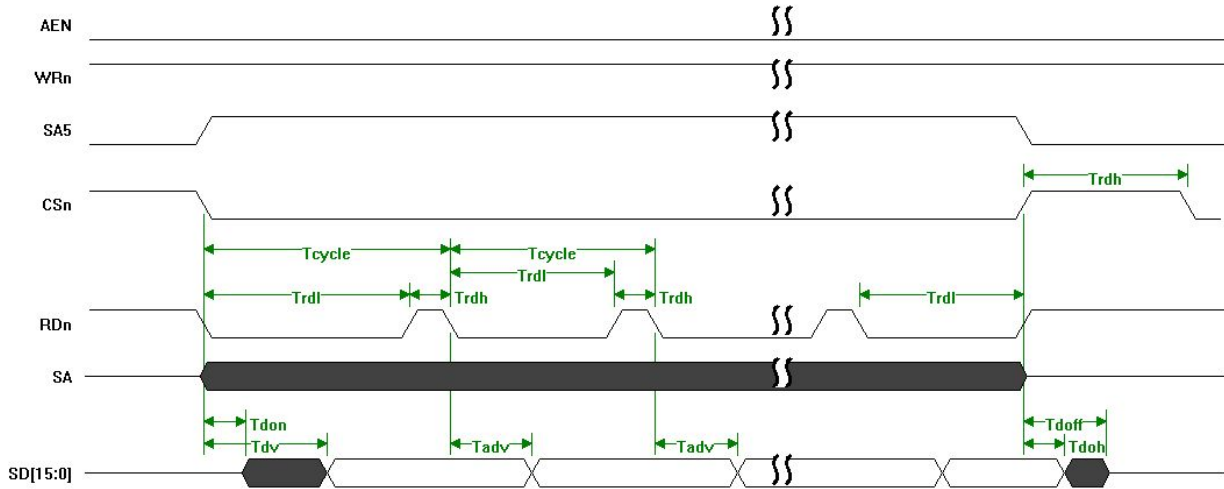 AEN
WRn
SA5
Trdh
CSn
Tcycle Tcycle
Trdl
Trdl Trdh Trdh Trdl
RDn
SA
Tdon Tdoff
Tdv Tadv Tadv Tdoh
SD[15:0]